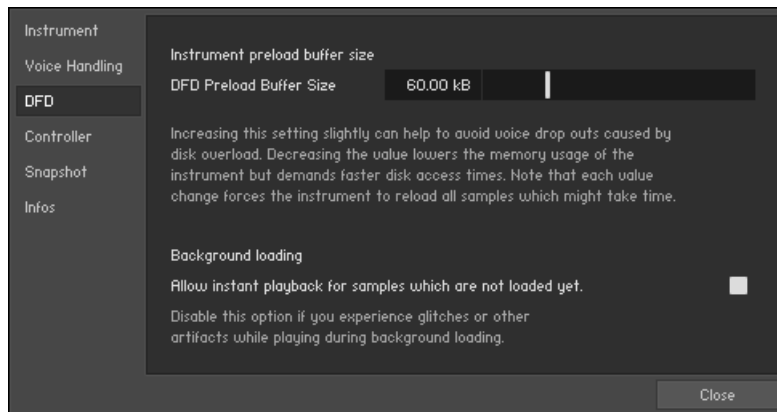 Instrument
Voice Handling
DFD
Controller
Snapshot
Infos
Instrument preload buffer size
DFD Preload Buffer Size 60.00 kB
Increasing this setting slightly can help to avoid voice drop outs caused by
disk overload. Decreasing the value lowers the memory usage of the
instrument but demands faster disk access times. Note that each value
change forces the instrument to reload all samples which might take time.
Background loading
Allow instant playback for samples which are not loaded yet.
Disable this option if you experience glitches or other
artifacts while playing during background loading.
Close